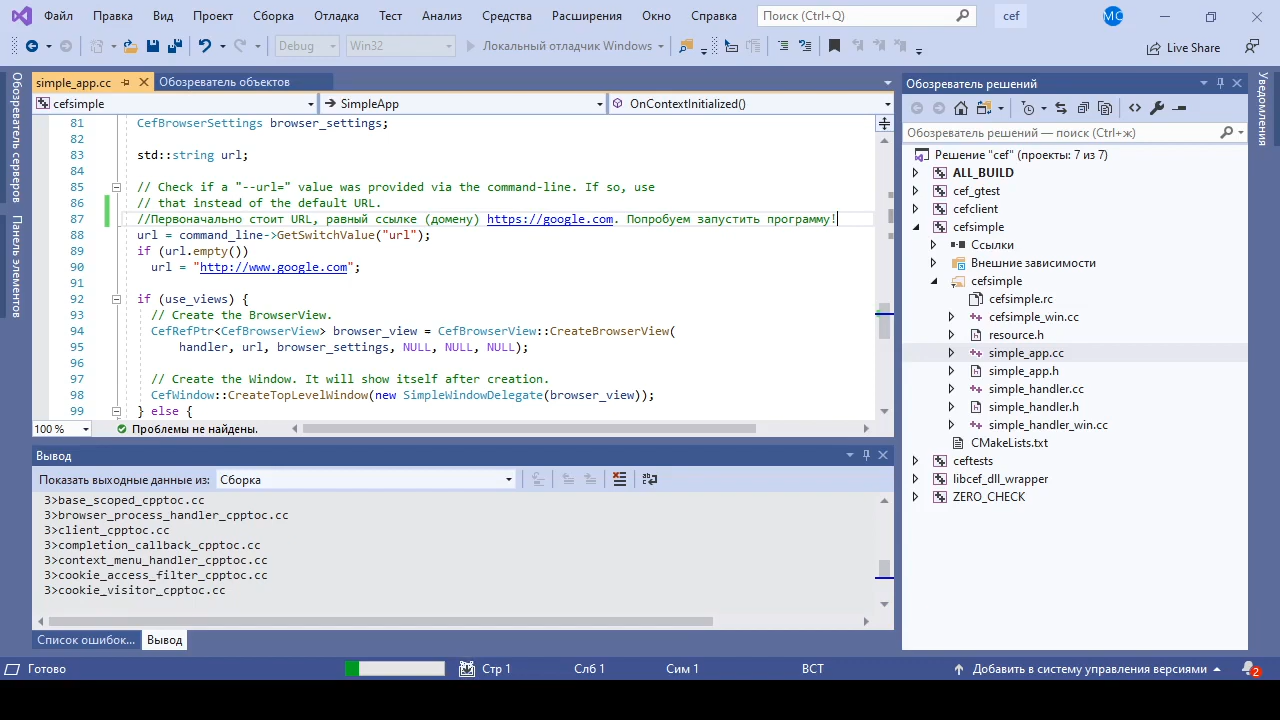 Файл Правка Вид Проект Сборка Отладка Тест Анализ Средства Расширения Окно Справка Поиск (Ctrl+Q) cef MC
Debug Win32 Локальный отладчик Windows Live Share
simple_app.cc Обозреватель объектов
cefsimple SimpleApp OnContextInitialized()
81 CefBrowserSettings browser_settings;
82
83 std::string url;
84
85 // Check if a "--url=" value was provided via the command-line. If so, use
86 // that instead of the default URL.
87 //Первоначально стоит URL, равный ссылке (домену) https://google.com. Попробуем запустить программу!
88 url = command_line->GetSwitchValue("url");
89 if (url.empty())
90 url = "http://www.google.com";
91
92 if (use_views) {
93 // Create the BrowserView.
94 CefRefPtr<CefBrowserView> browser_view = CefBrowserView::CreateBrowserView(
95 handler, url, browser_settings, NULL, NULL, NULL);
96
97 // Create the Window. It will show itself after creation.
98 CefWindow::CreateTopLevelWindow(new SimpleWindowDelegate(browser_view));
99 } else {
100 % Проблемы не найдены.
Вывод
Показать выходные данные из: Сборка
3>base_scoped_cpptoc.cc
3>browser_process_handler_cpptoc.cc
3>client_cpptoc.cc
3>completion_callback_cpptoc.cc
3>context_menu_handler_cpptoc.cc
3>cookie_access_filter_cpptoc.cc
3>cookie_visitor_cpptoc.cc
Список ошибок... Вывод
Обозреватель серверов
Панель элементов
Обозреватель решений
Обозреватель решений — поиск (Ctrl+ж)
Решение "cef" (проекты: 7 из 7)
ALL_BUILD
cef_gtest
cefclient
cefsimple
Ссылки
Внешние зависимости
cefsimple
cefsimple.rc
cefsimple_win.cc
resource.h
simple_app.cc
simple_app.h
simple_handler.cc
simple_handler.h
simple_handler_win.cc
CMakeLists.txt
ceftests
libcef_dll_wrapper
ZERO_CHECK
Уведомления
Готово Стр 1 Слб 1 Сим 1 ВСТ Добавить в систему управления версиями 2